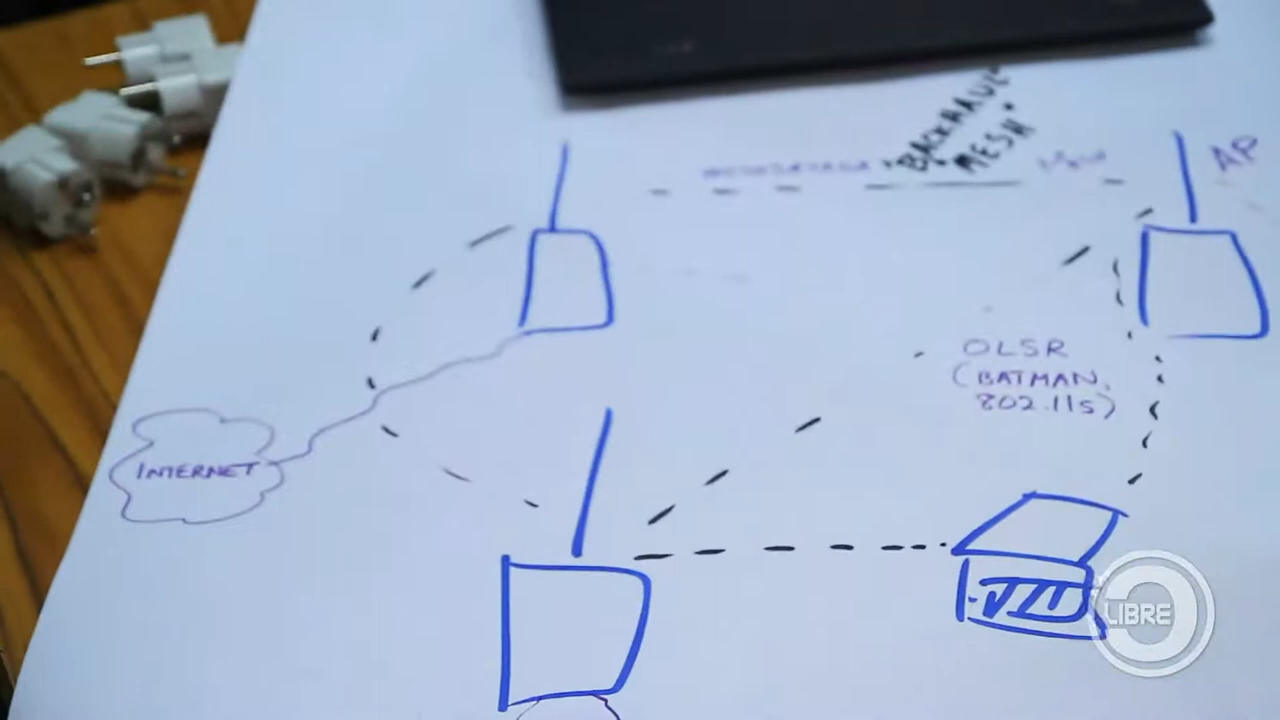 "BACKHAUL
MESH"
AP
OLSR
(BATMAN,
802.11s)
INTERNET
LIBRE